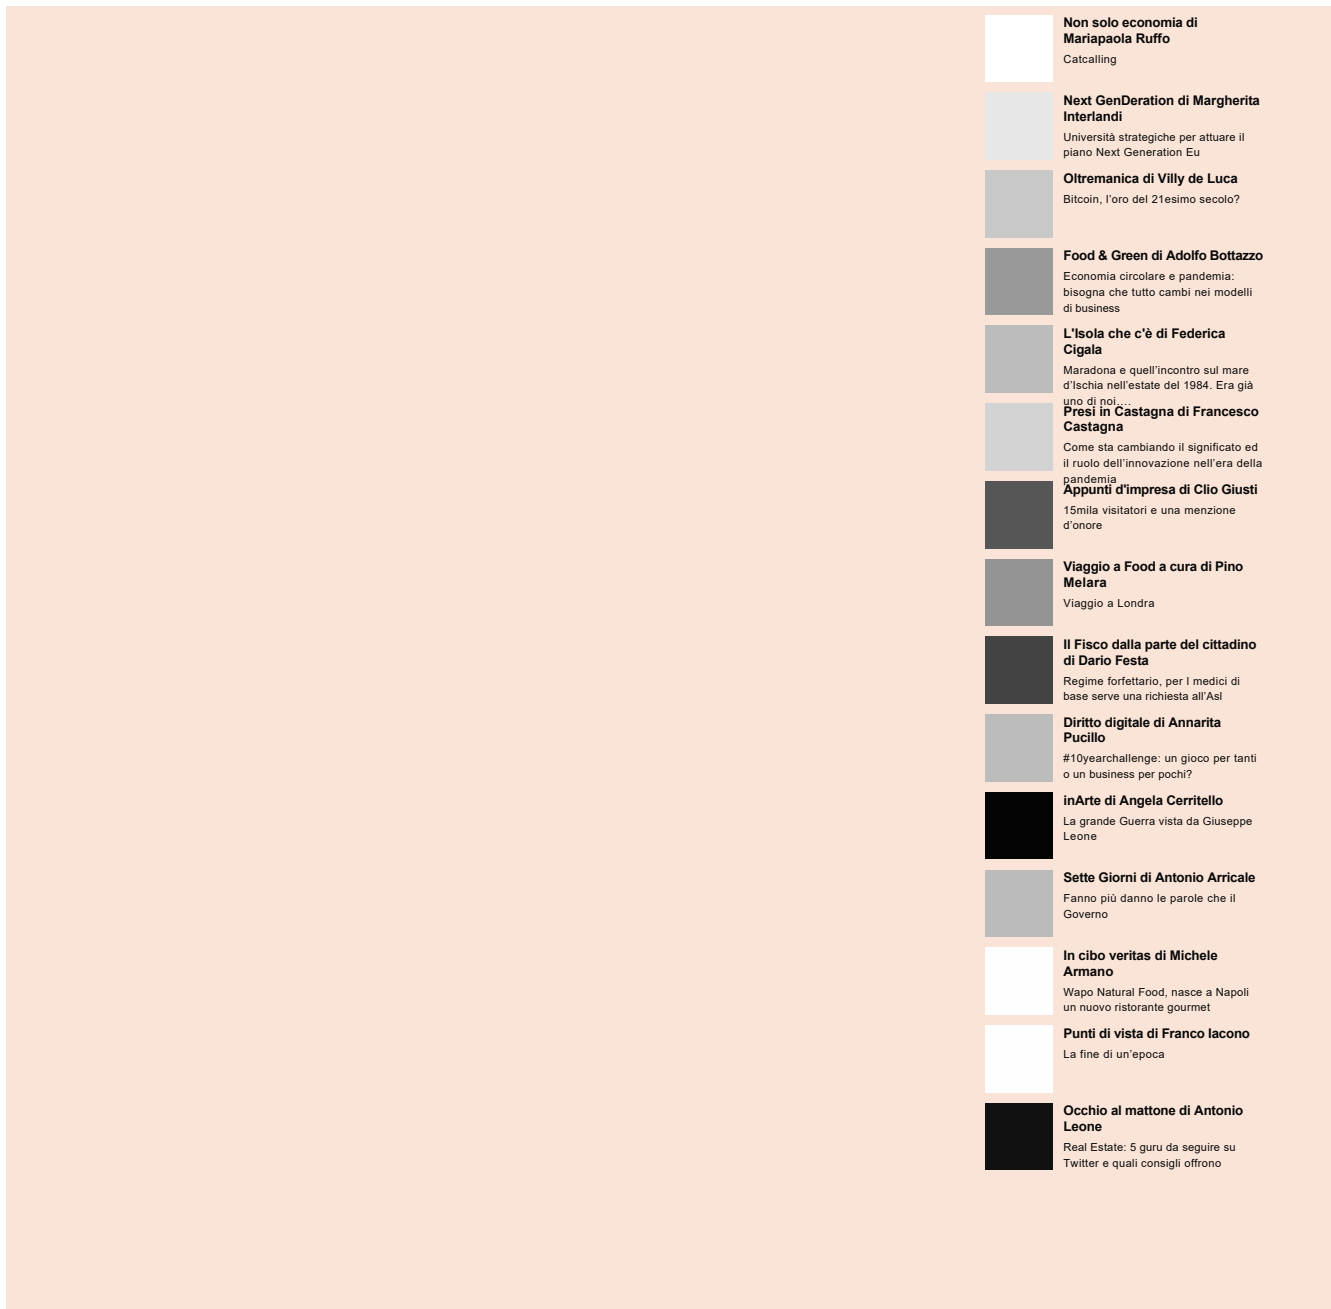 Non solo economia di
Mariapaola Ruffo
Catcalling
Next GenDeration di Margherita
Interlandi
Università strategiche per attuare il
piano Next Generation Eu
Oltremanica di Villy de Luca
Bitcoin, l’oro del 21esimo secolo?
Food & Green di Adolfo Bottazzo
Economia circolare e pandemia:
bisogna che tutto cambi nei modelli
di business
L'Isola che c'è di Federica
Cigala
Maradona e quell’incontro sul mare
d’Ischia nell’estate del 1984. Era già
uno di noi….
Presi in Castagna di Francesco
Castagna
Come sta cambiando il significato ed
il ruolo dell’innovazione nell’era della
pandemia
Appunti d'impresa di Clio Giusti
15mila visitatori e una menzione
d’onore
Viaggio a Food a cura di Pino
Melara
Viaggio a Londra
Il Fisco dalla parte del cittadino
di Dario Festa
Regime forfettario, per I medici di
base serve una richiesta all’Asl
Diritto digitale di Annarita
Pucillo
#10yearchallenge: un gioco per tanti
o un business per pochi?
inArte di Angela Cerritello
La grande Guerra vista da Giuseppe
Leone
Sette Giorni di Antonio Arricale
Fanno più danno le parole che il
Governo
In cibo veritas di Michele
Armano
Wapo Natural Food, nasce a Napoli
un nuovo ristorante gourmet
Punti di vista di Franco Iacono
La fine di un’epoca
Occhio al mattone di Antonio
Leone
Real Estate: 5 guru da seguire su
Twitter e quali consigli offrono